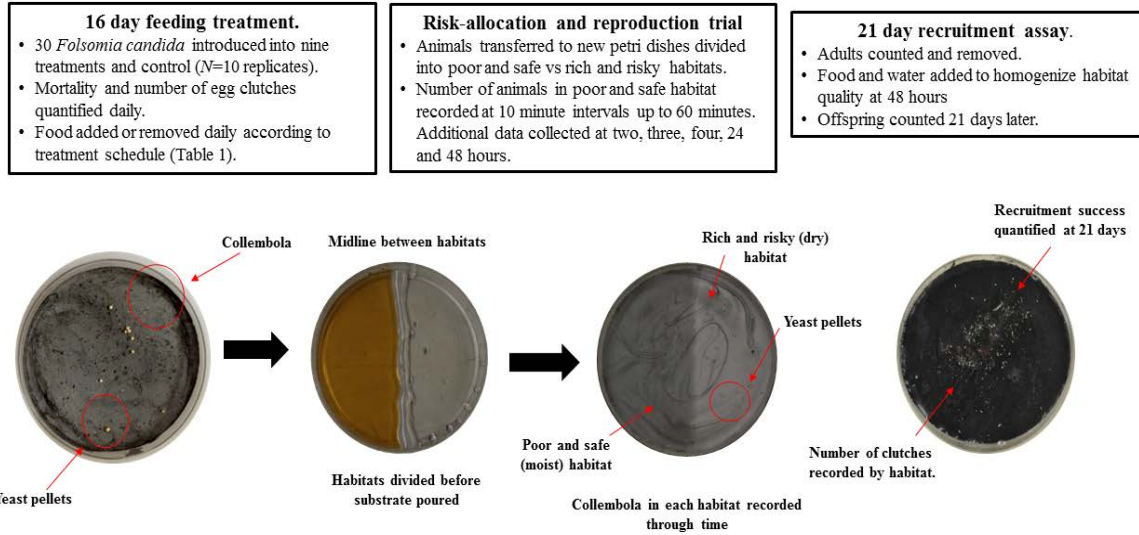 16 day feeding treatment.
• 30 Folsomia candida introduced into nine
treatments and control (N=10 replicates).
• Mortality and number of egg clutches
quantified daily.
• Food added or removed daily according to
treatment schedule (Table 1).
Risk-allocation and reproduction trial
• Animals transferred to new petri dishes divided
into poor and safe vs rich and risky habitats.
• Number of animals in poor and safe habitat
recorded at 10 minute intervals up to 60 minutes.
Additional data collected at two, three, four, 24
and 48 hours.
21 day recruitment assay.
• Adults counted and removed.
• Food and water added to homogenize habitat
quality at 48 hours
• Offspring counted 21 days later.
Collembola
Yeast pellets
Midline between habitats
Habitats divided before
substrate poured
Rich and risky (dry)
habitat
Yeast pellets
Poor and safe
(moist) habitat
Collembola in each habitat recorded
through time
Recruitment success
quantified at 21 days
Number of clutches
recorded by habitat.